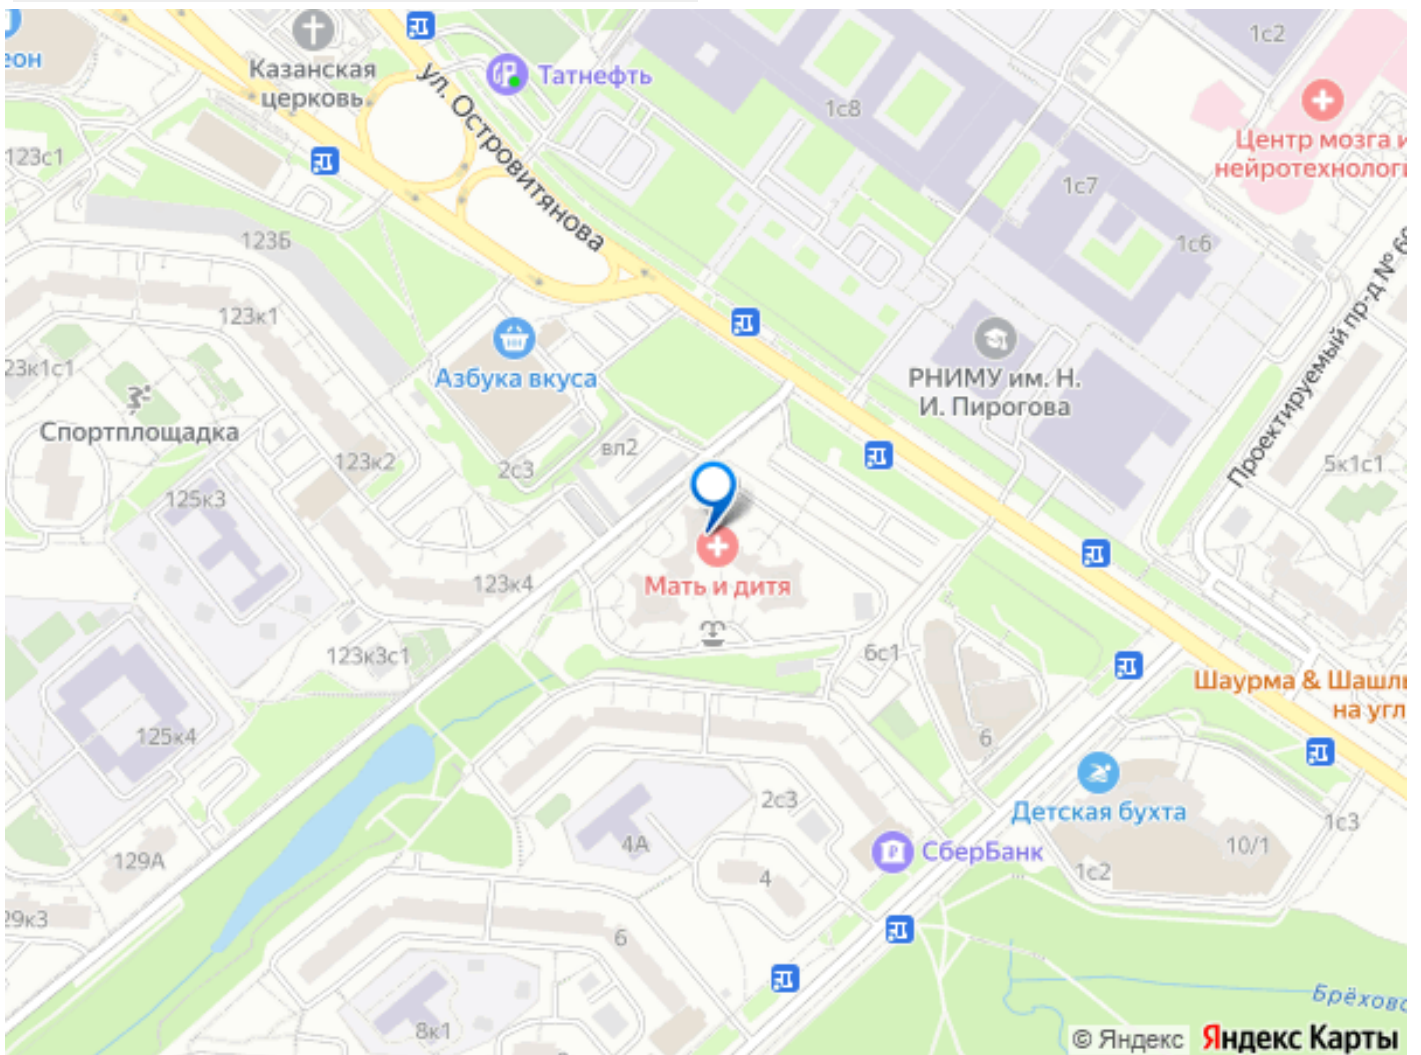 еон
Казанская
церковь
ул. Островитянова
Татнефть
1с2
1с8
Центр мозга и
нейротехнологи
123с1
1с7
123Б
1с6
Проектируемый пр-д № 6
123к1
23к1с1
Азбука вкуса
РНИМУ им. Н.
И. Пирогова
Спортплощадка
123к2
2с3
вл2
5к1с1
125к3
123к4
Мать и дитя
123к3с1
6с1
Шаурма & Шашл
на угл
125к4
6
2с3
Детская бухта
4А
СберБанк
10/1
1с3
129А
4
1с2
29к3
6
8к1
Брёхово
© Яндекс Яндекс Карты